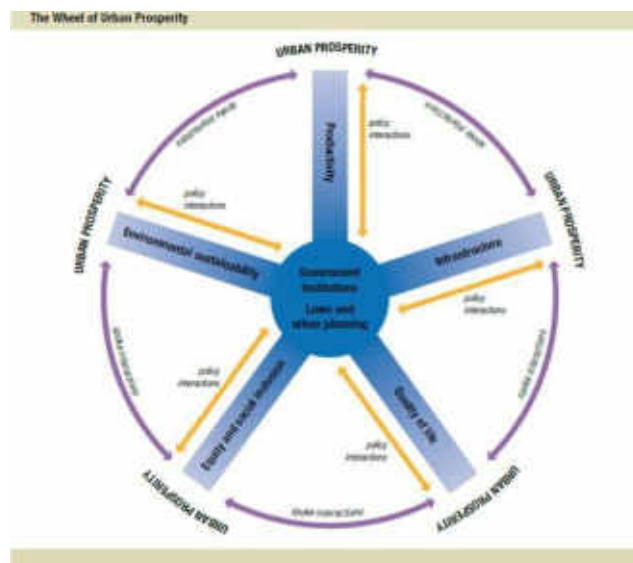 The Wheel of Urban Prosperity
URBAN PROSPERITY
policy
interactions
Productivity
URBAN PROSPERITY
policy
interactions
URBAN PROSPERITY
Environmental sustainability
Infrastructure
Government
Institutions
Laws and
urban planning
policy
interactions
policy
interactions
Equity and social inclusion
Quality of life
policy
interactions
URBAN PROSPERITY
URBAN PROSPERITY
spoke interactions